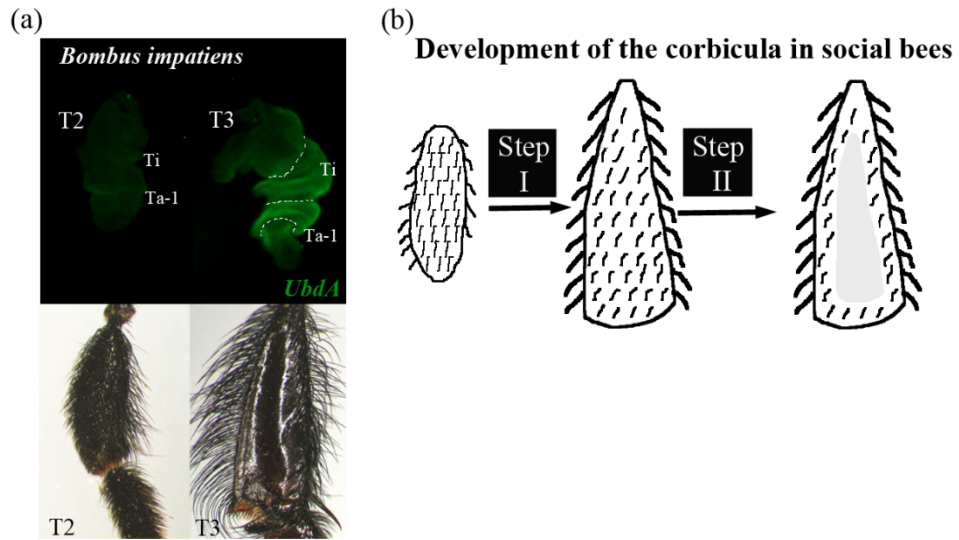 (a)
Bombus impatiens
T2
T3
Ti
Ti
Ta-1
Ta-1
UbdA
T2
T3
(b)
Development of the corbicula in social bees
Step
I
Step
II